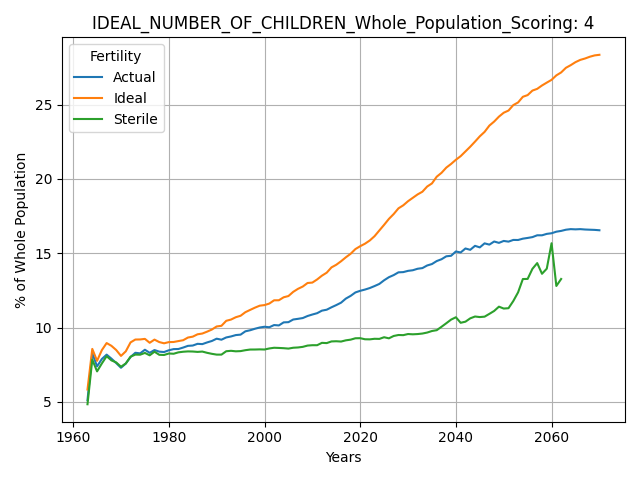 IDEAL_NUMBER_OF_CHILDREN_Whole_Population_Scoring: 4
Fertility
Actual
Ideal
Sterile
% of Whole Population
25
20
15
10
5
1960
1980
2000
2020
2040
2060
Years